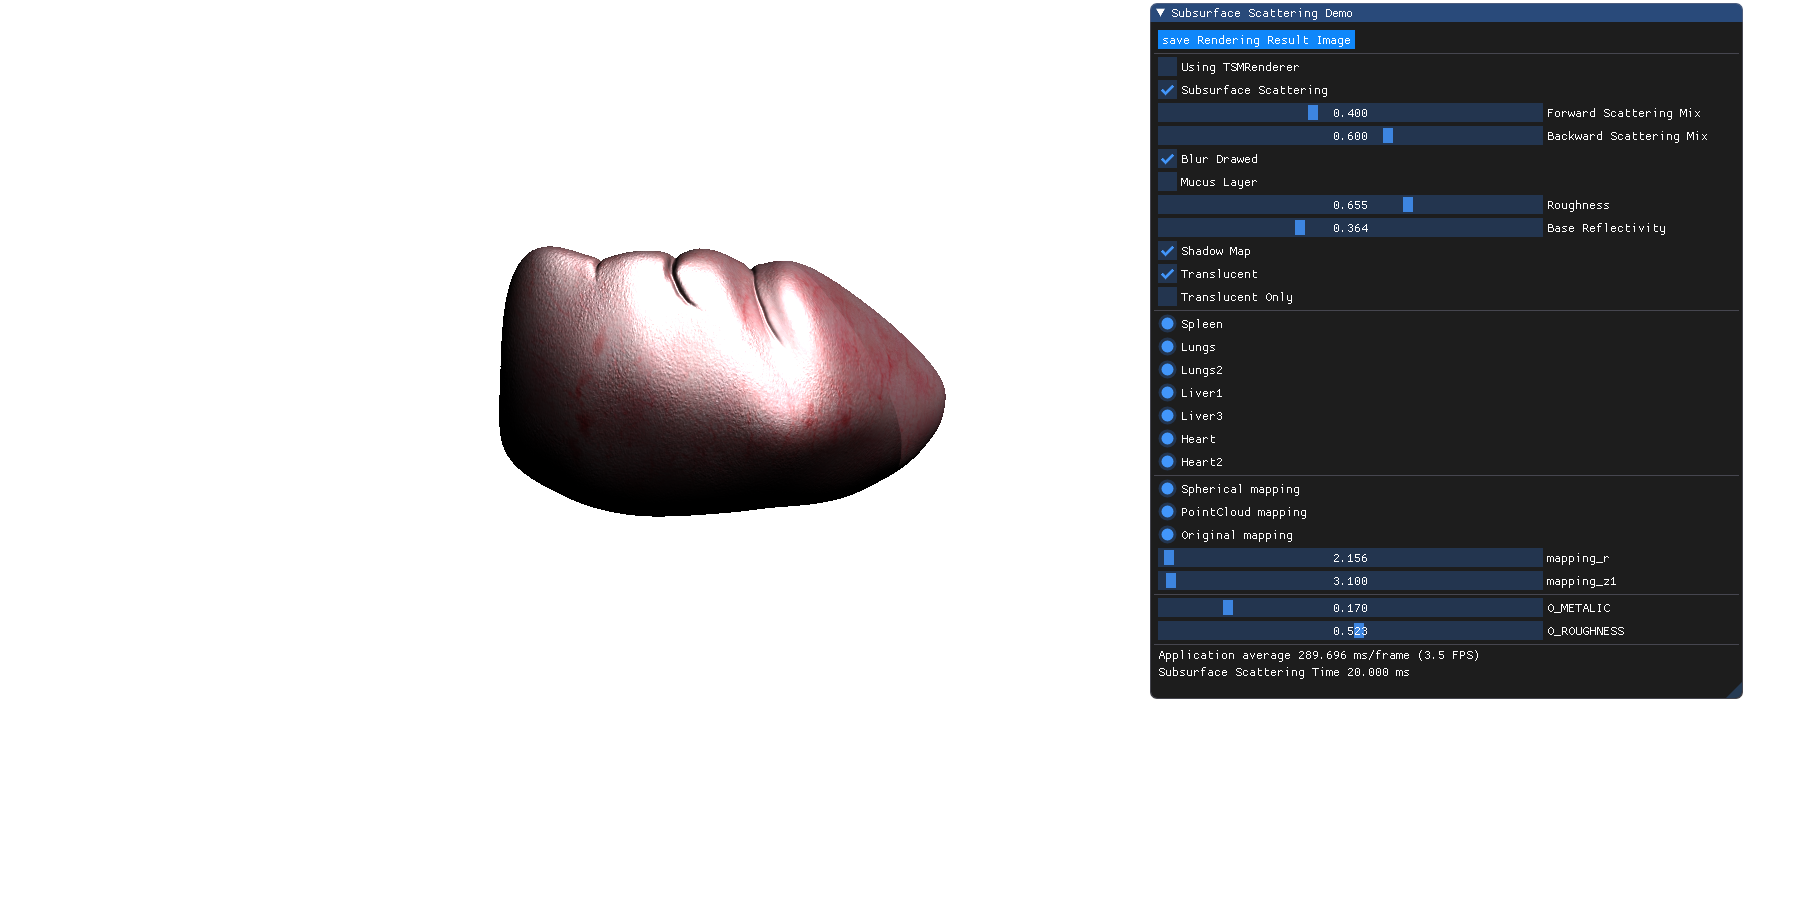 Subsurface Scattering Demo
save Rendering Result Image
Using TSMRenderer
Subsurface Scattering
0.400 Forward Scattering Mix
0.600 Backward Scattering Mix
Blur Drawed
Mucus Layer
0.655 Roughness
0.364 Base Reflectivity
Shadow Map
Translucent
Translucent Only
Spleen
Lungs
Lungs2
Liver1
Liver3
Heart
Heart2
Spherical mapping
PointCloud mapping
Original mapping
2.156 mapping_r
3.100 mapping_z1
0.170 O_METALIC
0.523 O_ROUGHNESS
Application average 289.696 ms/frame (3.5 FPS)
Subsurface Scattering Time 20.000 ms